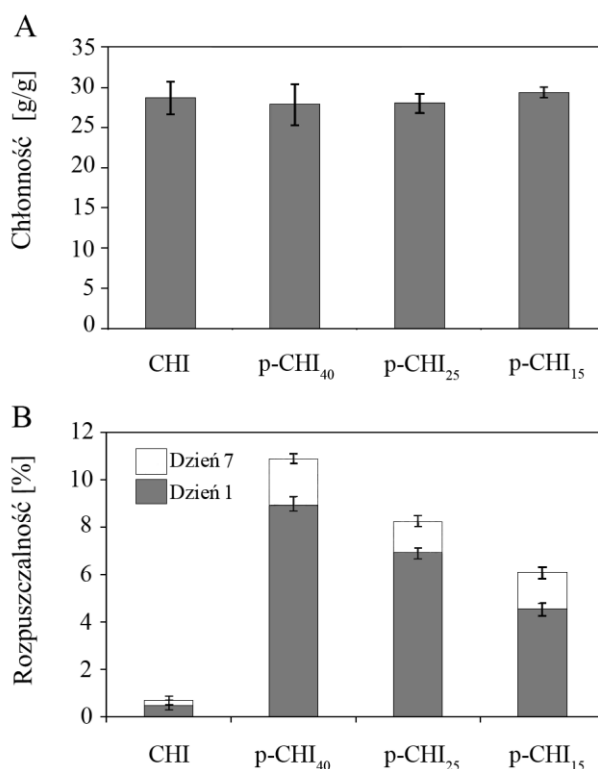 A
Chłonność [g/g]
35
30
25
20
15
10
5
0
CHI p-CHI₄₀ p-CHI₂₅ p-CHI₁₅
B
Rozpuszczalność [%]
12
10
8
6
4
2
0
Dzień 7
Dzień 1
CHI p-CHI₄₀ p-CHI₂₅ p-CHI₁₅